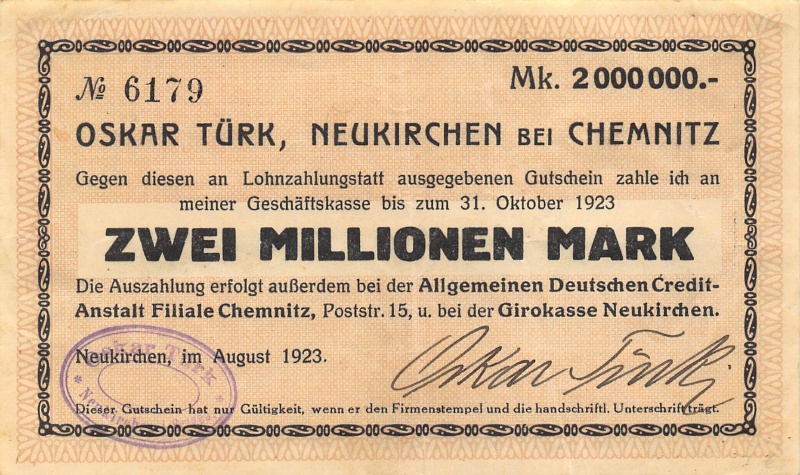 № 6179
Mk. 2000000.-
OSKAR TÜRK, NEUKIRCHEN BEI CHEMNITZ
Gegen diesen an Lohnzahlungstatt ausgegebenen Gutschein zahle ich an
meiner Geschäftskasse bis zum 31. Oktober 1923
ZWEI MILLIONEN MARK
Die Auszahlung erfolgt außerdem bei der Allgemeinen Deutschen Credit-
Anstalt Filiale Chemnitz, Poststr. 15, u. bei der Girokasse Neukirchen.
Neukirchen, im August 1923.
Oskar Türk
Oskar Türk
Dieser Gutschein hat nur Gültigkeit, wenn er den Firmenstempel und die handschriftl. Unterschrift trägt.